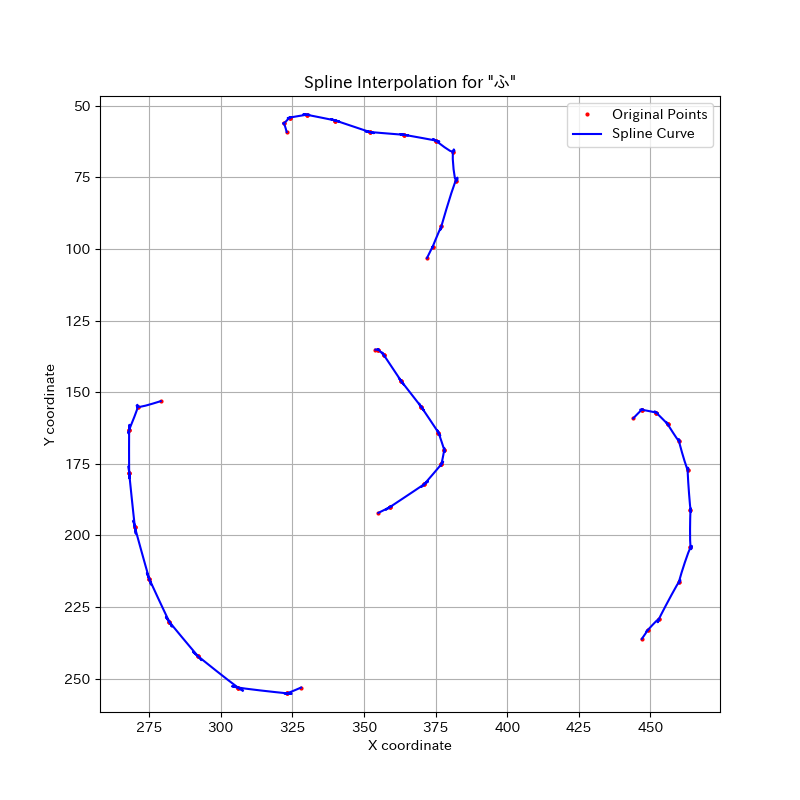 Spline Interpolation for "ふ"
Original Points
Spline Curve
50
75
100
125
150
175
200
225
250
Y coordinate
275 300 325 350 375 400 425 450
X coordinate